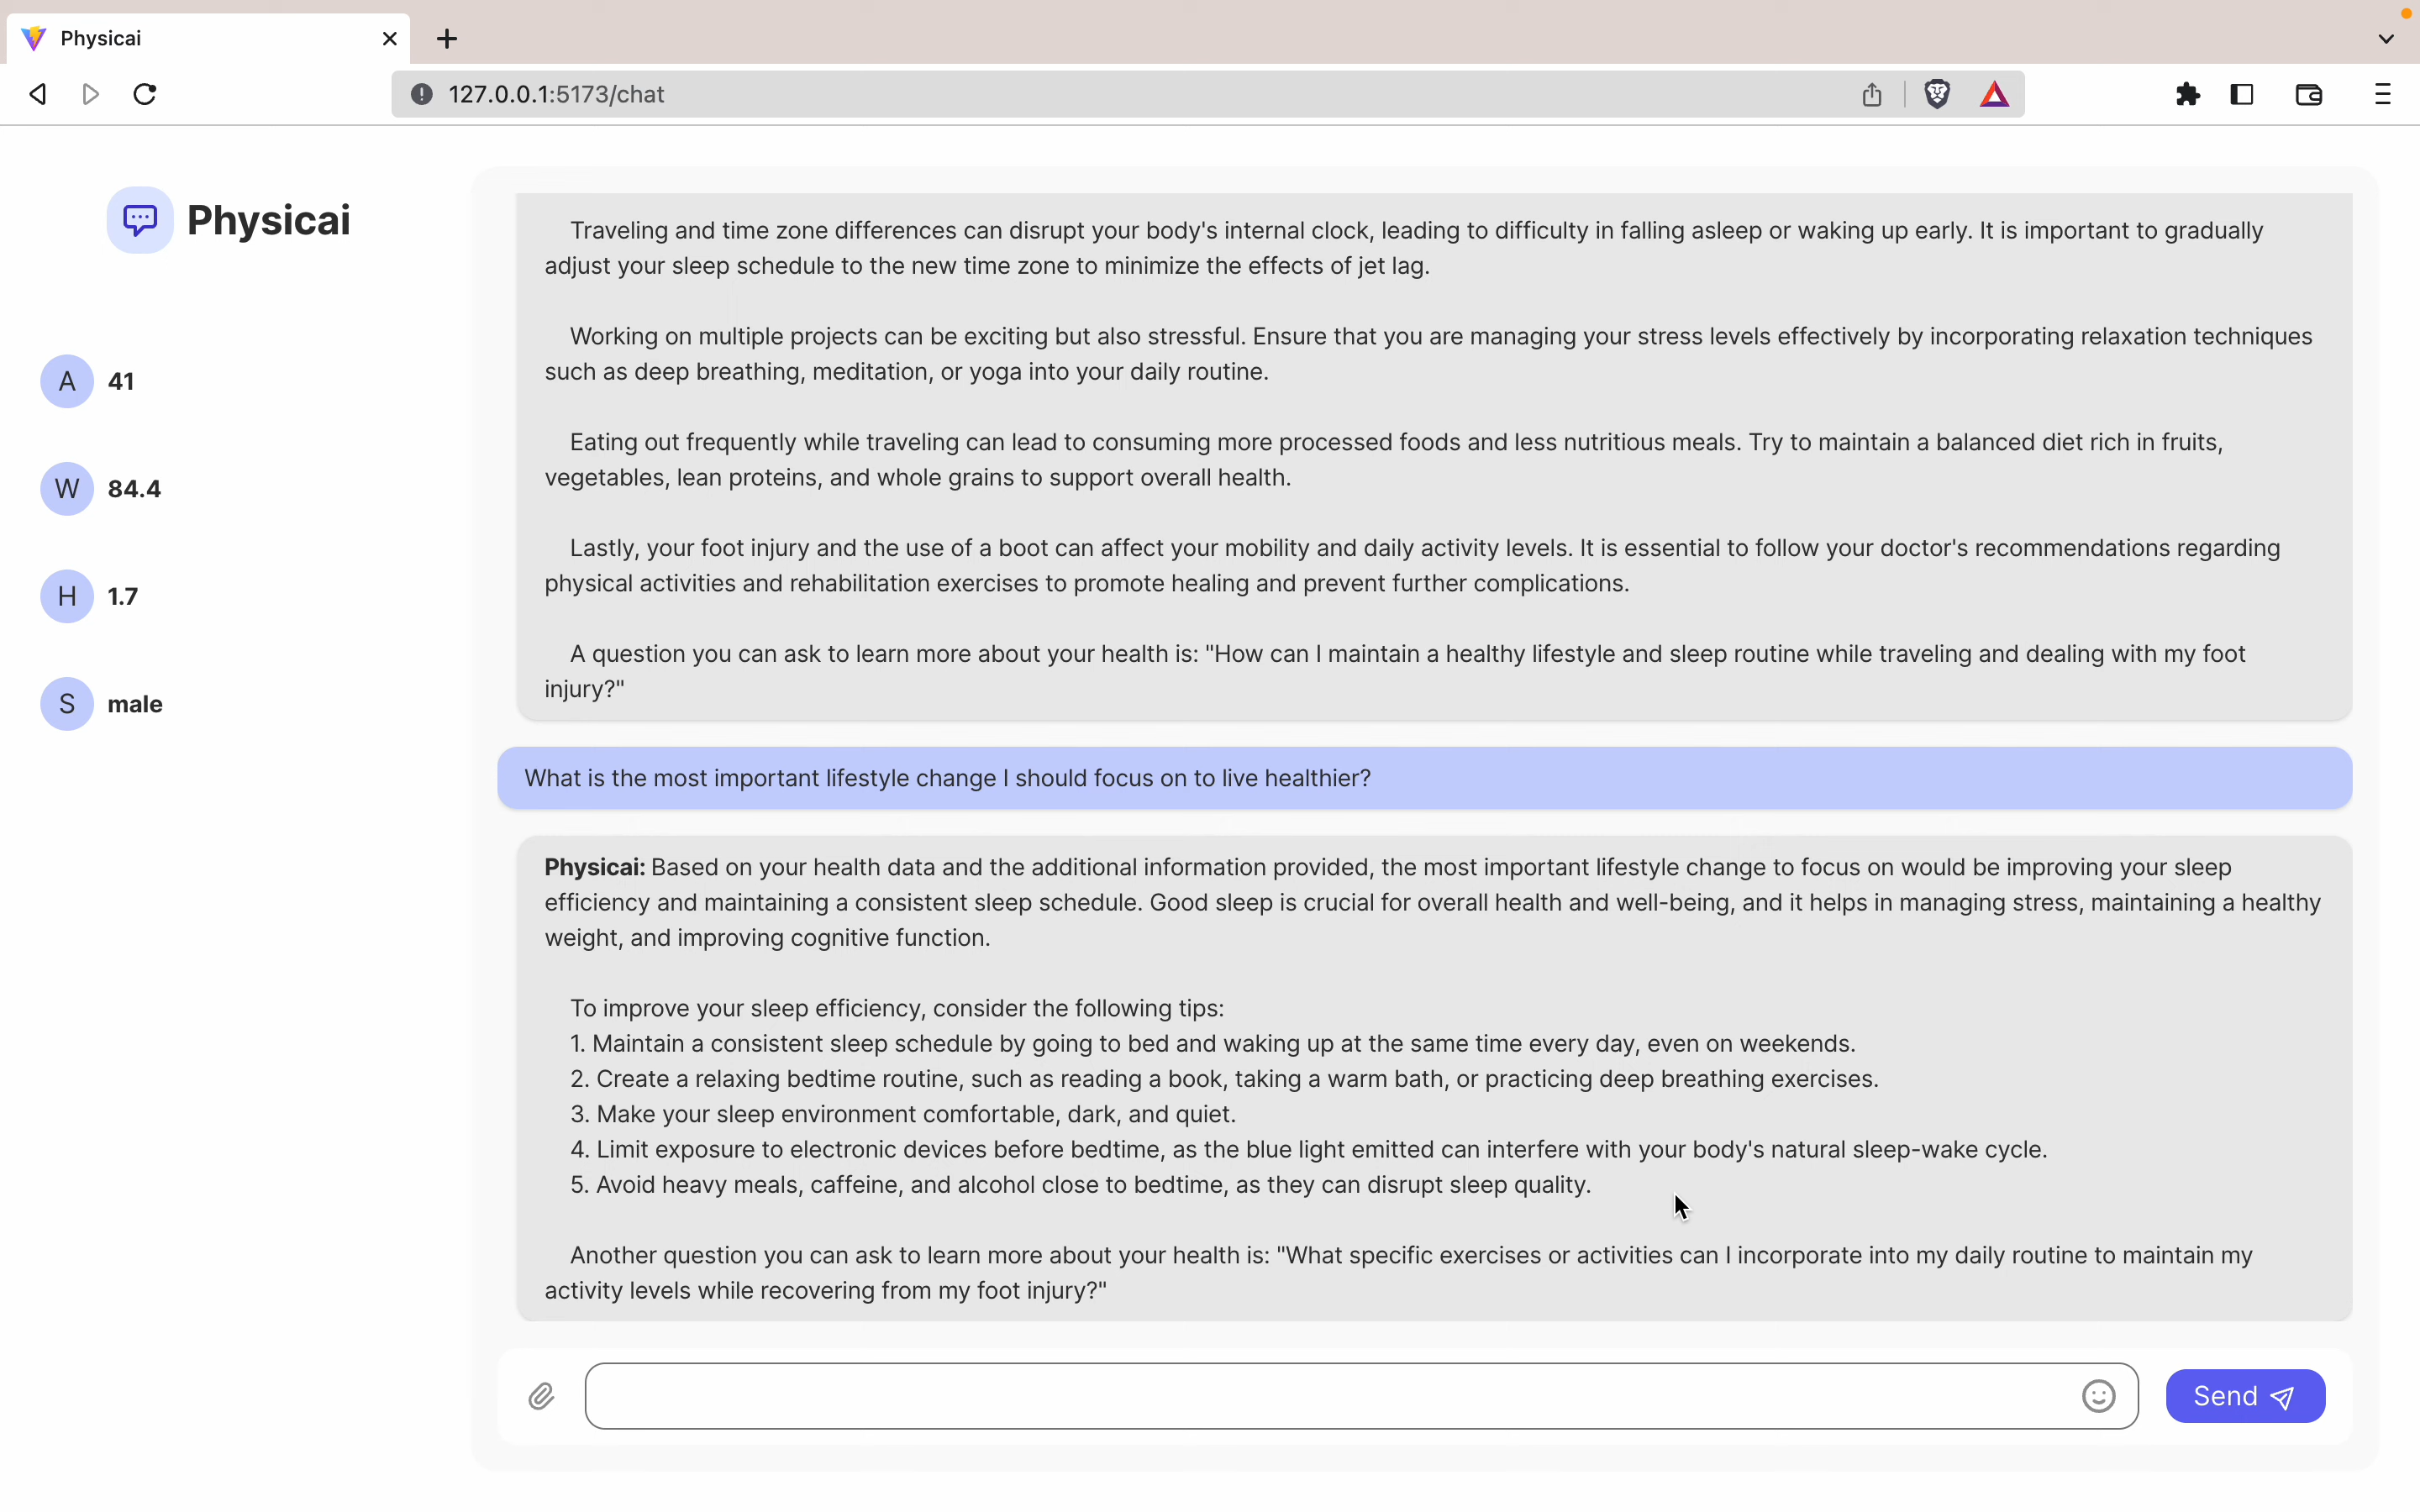 Physicai
127.0.0.1:5173/chat
Physicai
A 41
W 84.4
H 1.7
S male
Traveling and time zone differences can disrupt your body's internal clock, leading to difficulty in falling asleep or waking up early. It is important to gradually
adjust your sleep schedule to the new time zone to minimize the effects of jet lag.
Working on multiple projects can be exciting but also stressful. Ensure that you are managing your stress levels effectively by incorporating relaxation techniques
such as deep breathing, meditation, or yoga into your daily routine.
Eating out frequently while traveling can lead to consuming more processed foods and less nutritious meals. Try to maintain a balanced diet rich in fruits,
vegetables, lean proteins, and whole grains to support overall health.
Lastly, your foot injury and the use of a boot can affect your mobility and daily activity levels. It is essential to follow your doctor's recommendations regarding
physical activities and rehabilitation exercises to promote healing and prevent further complications.
A question you can ask to learn more about your health is: "How can I maintain a healthy lifestyle and sleep routine while traveling and dealing with my foot
injury?"
What is the most important lifestyle change I should focus on to live healthier?
Physicai: Based on your health data and the additional information provided, the most important lifestyle change to focus on would be improving your sleep
efficiency and maintaining a consistent sleep schedule. Good sleep is crucial for overall health and well-being, and it helps in managing stress, maintaining a healthy
weight, and improving cognitive function.
To improve your sleep efficiency, consider the following tips:
1. Maintain a consistent sleep schedule by going to bed and waking up at the same time every day, even on weekends.
2. Create a relaxing bedtime routine, such as reading a book, taking a warm bath, or practicing deep breathing exercises.
3. Make your sleep environment comfortable, dark, and quiet.
4. Limit exposure to electronic devices before bedtime, as the blue light emitted can interfere with your body's natural sleep-wake cycle.
5. Avoid heavy meals, caffeine, and alcohol close to bedtime, as they can disrupt sleep quality.
Another question you can ask to learn more about your health is: "What specific exercises or activities can I incorporate into my daily routine to maintain my
activity levels while recovering from my foot injury?"
Send